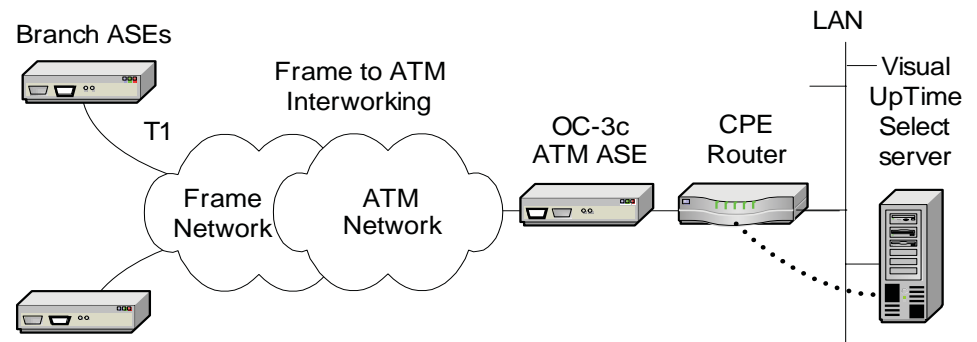 Branch ASEs
T1
Frame to ATM
Interworking
Frame
Network
ATM
Network
OC-3c
ATM ASE
CPE
Router
LAN
Visual
UpTime
Select
server